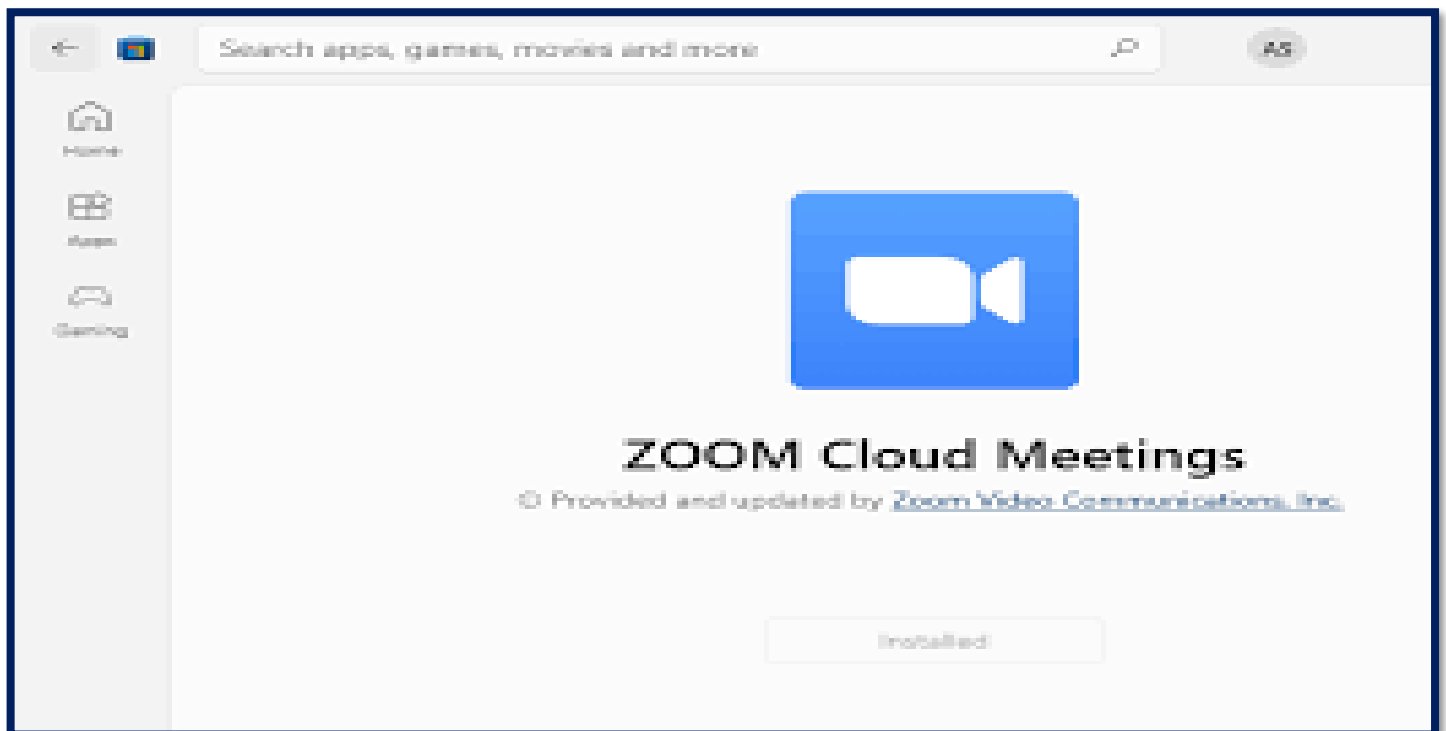 Search apps, games, movies and more
AS
Home
Apps
Gaming
ZOOM Cloud Meetings
© Provided and updated by Zoom Video Communications, Inc.
Installed